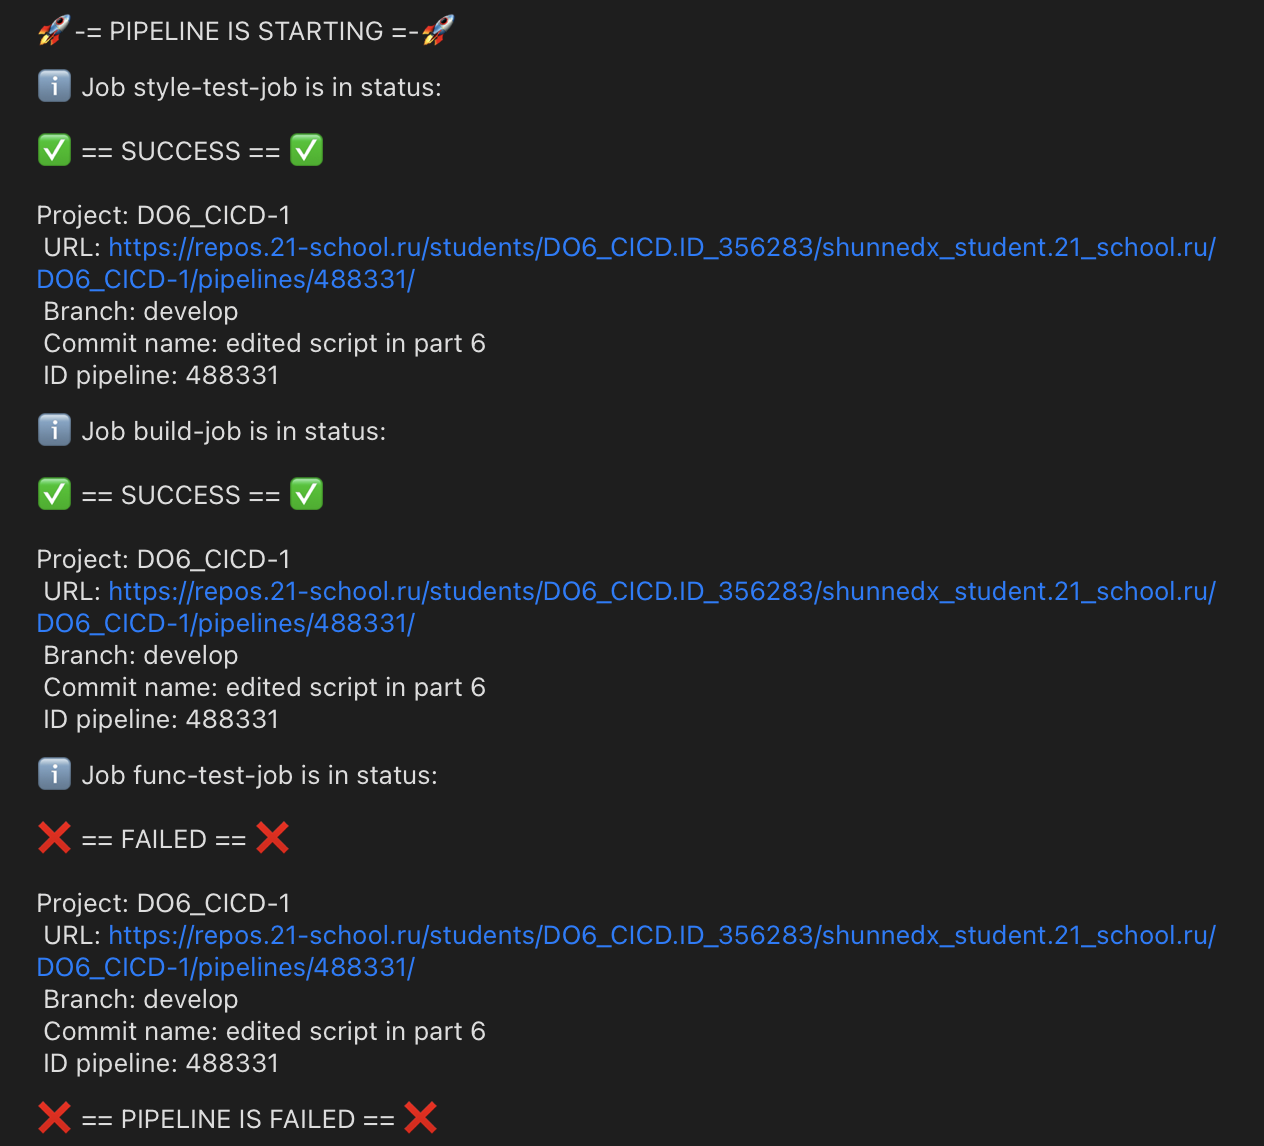 🚀-= PIPELINE IS STARTING =-🚀
ℹ️ Job style-test-job is in status:
✅ == SUCCESS == ✅
Project: DO6_CICD-1
URL: https://repos.21-school.ru/students/DO6_CICD.ID_356283/shunnedx_student.21_school.ru/
DO6_CICD-1/pipelines/488331/
Branch: develop
Commit name: edited script in part 6
ID pipeline: 488331
ℹ️ Job build-job is in status:
✅ == SUCCESS == ✅
Project: DO6_CICD-1
URL: https://repos.21-school.ru/students/DO6_CICD.ID_356283/shunnedx_student.21_school.ru/
DO6_CICD-1/pipelines/488331/
Branch: develop
Commit name: edited script in part 6
ID pipeline: 488331
ℹ️ Job func-test-job is in status:
❌ == FAILED == ❌
Project: DO6_CICD-1
URL: https://repos.21-school.ru/students/DO6_CICD.ID_356283/shunnedx_student.21_school.ru/
DO6_CICD-1/pipelines/488331/
Branch: develop
Commit name: edited script in part 6
ID pipeline: 488331
❌ == PIPELINE IS FAILED == ❌